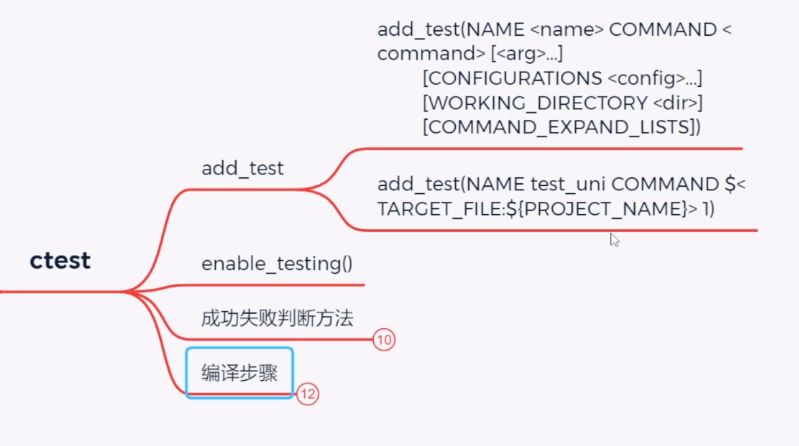 add_test(NAME <name> COMMAND <
command> [<arg>...]
[CONFIGURATIONS <config>...]
[WORKING_DIRECTORY <dir>]
[COMMAND_EXPAND_LISTS])
add_test
add_test(NAME test_uni COMMAND $<
TARGET_FILE:${PROJECT_NAME}> 1)
ctest
enable_testing()
成功失败判断方法
10
编译步骤
12